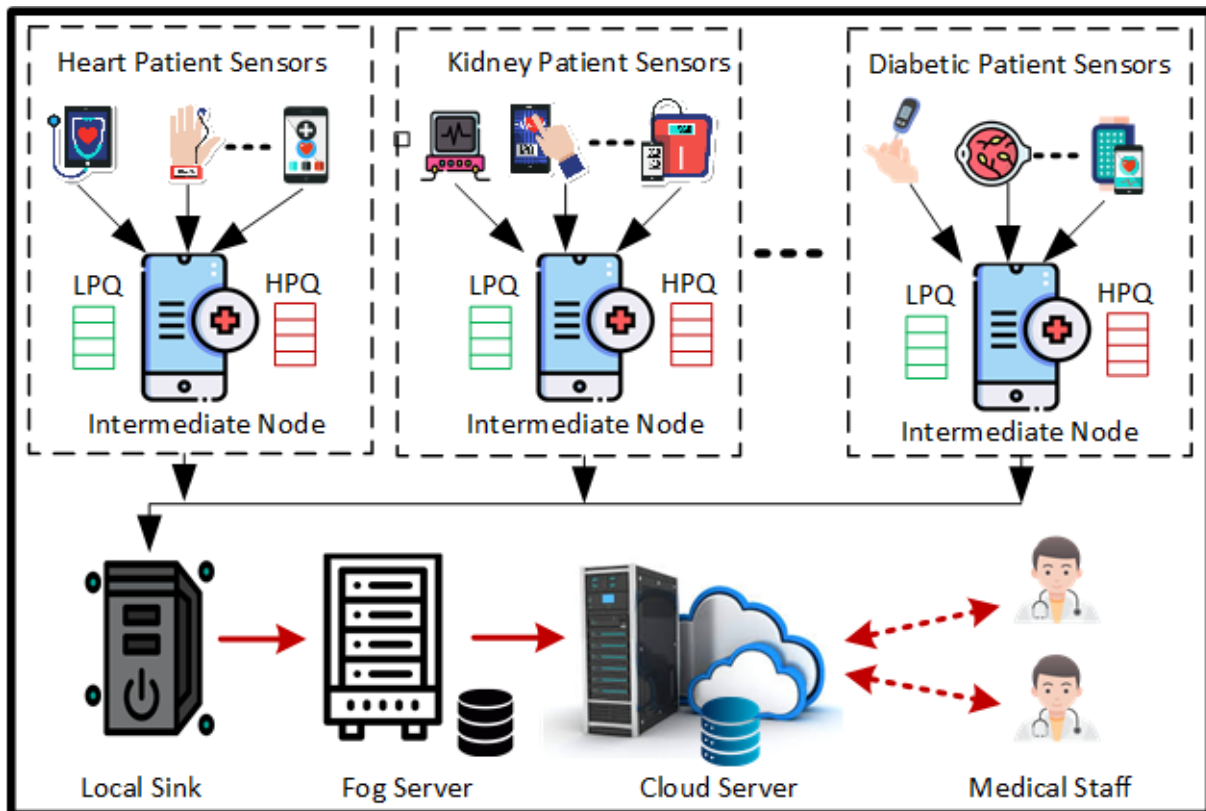 Heart Patient Sensors
Kidney Patient Sensors
Diabetic Patient Sensors
LPQ
HPQ
LPQ
HPQ
LPQ
HPQ
Intermediate Node
Intermediate Node
Intermediate Node
Local Sink
Fog Server
Cloud Server
Medical Staff